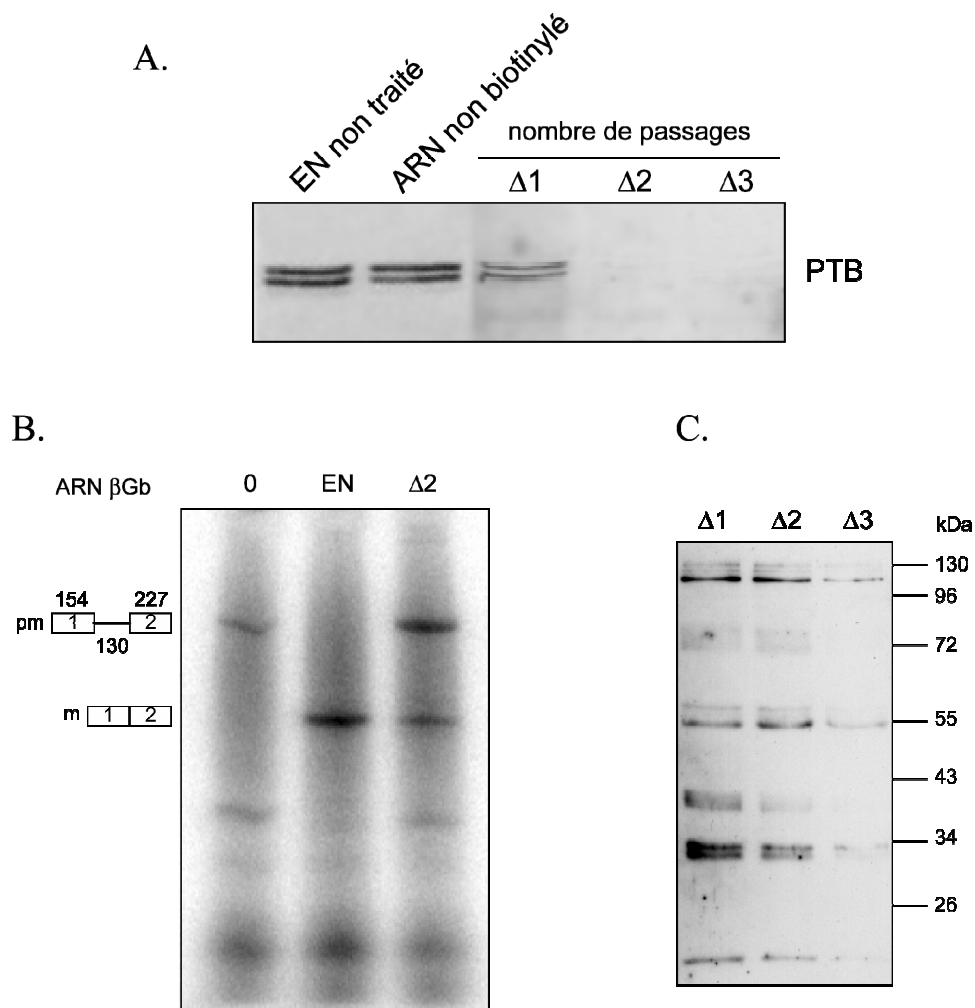 A.
EN non traité
ARN non biotinylé
nombre de passages
Δ1 Δ2 Δ3
PTB
B.
ARN βGb 0 EN Δ2
154 227
pm 1 2
130
m 1 2
C.
Δ1 Δ2 Δ3 kDa
130
96
72
55
43
34
26